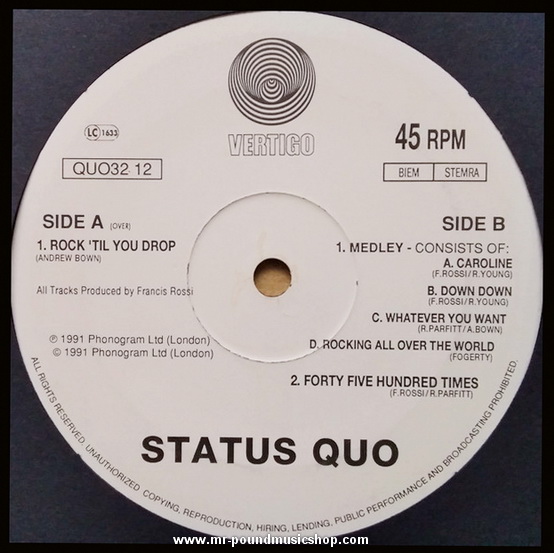 VERTIGO
LC 1633
45 RPM
QUO32 12
BIEM STEMRA
SIDE A (OVER)
1. ROCK 'TIL YOU DROP
(ANDREW BOWN)
All Tracks Produced by Francis Rossi
℗ 1991 Phonogram Ltd (London)
© 1991 Phonogram Ltd (London)
SIDE B
1. MEDLEY - CONSISTS OF:
A. CAROLINE
(F.ROSSI/R.YOUNG)
B. DOWN DOWN
(F.ROSSI/R.YOUNG)
C. WHATEVER YOU WANT
(R.PARFITT/A.BOWN)
D. ROCKING ALL OVER THE WORLD
(FOGERTY)
2. FORTY FIVE HUNDRED TIMES
(F.ROSSI/R.PARFITT)
STATUS QUO
ALL RIGHTS RESERVED. UNAUTHORIZED COPYING, REPRODUCTION, HIRING, LENDING, PUBLIC PERFORMANCE AND BROADCASTING PROHIBITED.
www.mr-poundmusicshop.com